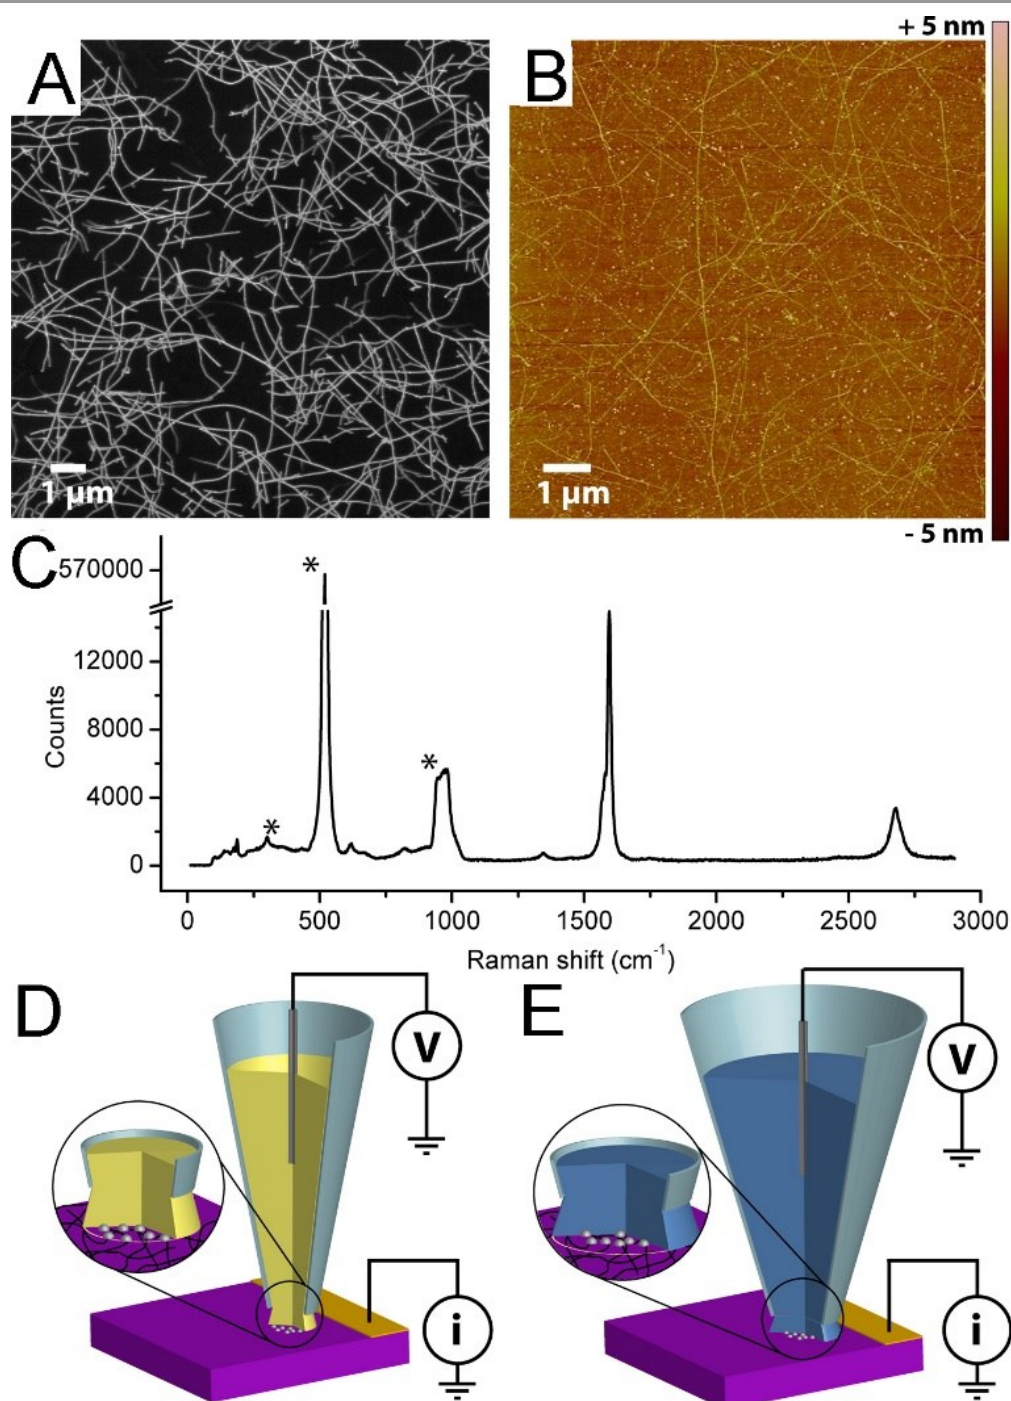 A
B
+ 5 nm
1 μm
1 μm
- 5 nm
C
570000
*
12000
8000
*
4000
*
0
Counts
0 500 1000 1500 2000 2500 3000
Raman shift (cm⁻¹)
D
V
i
E
V
i